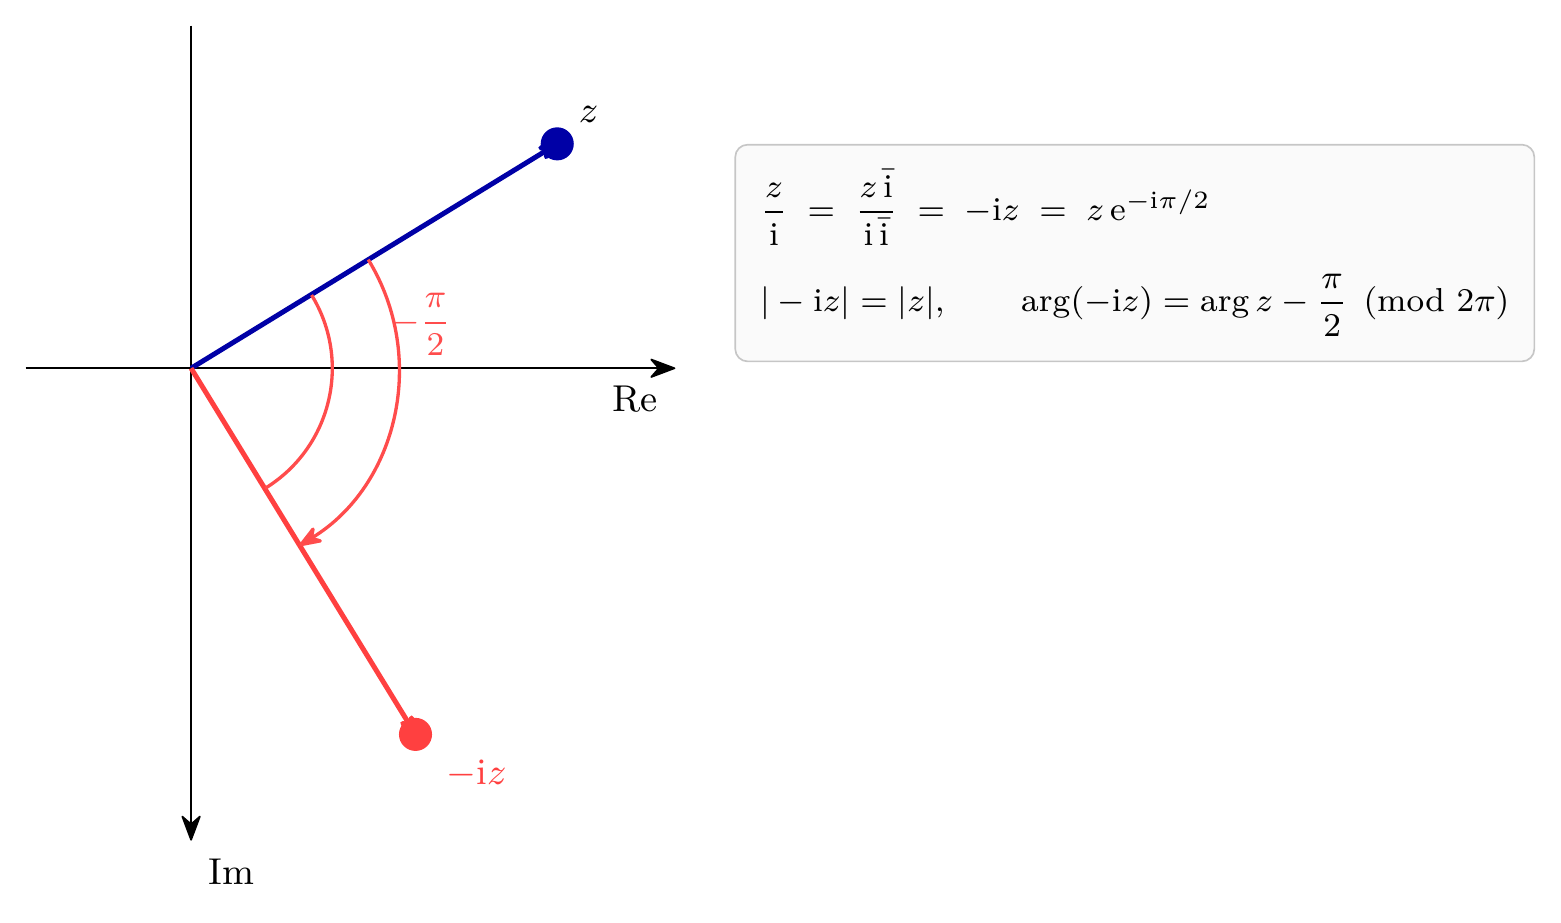 z
z/i = z ī/i ī = −iz = z e^{−iπ/2}
|−iz| = |z|, arg(−iz) = arg z − π/2 (mod 2π)
−π/2
Re
−iz
Im